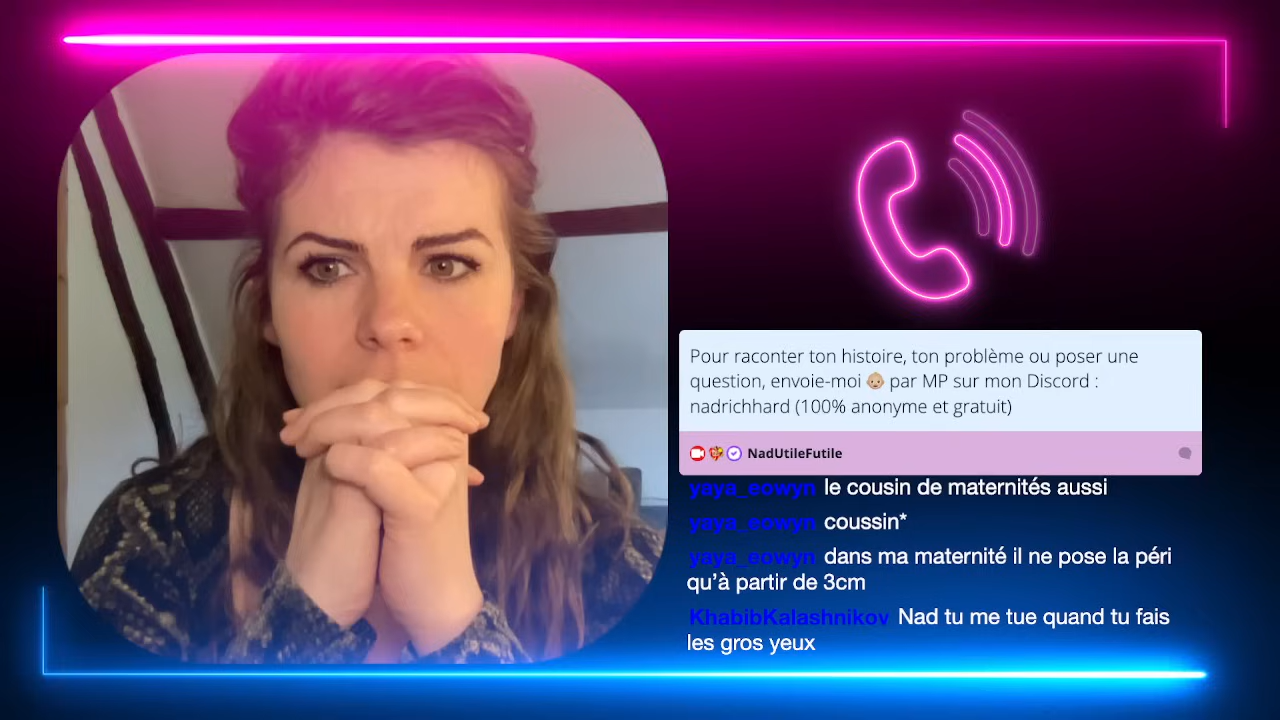 Pour raconter ton histoire, ton problème ou poser une
question, envoie-moi 👶🏼 par MP sur mon Discord :
nadrichhard (100% anonyme et gratuit)
NadUtileFutile
yaya_eowyn le cousin de maternités aussi
yaya_eowyn coussin*
yaya_eowyn dans ma maternité il ne pose la péri
qu'à partir de 3cm
KhabibKalashnikov Nad tu me tue quand tu fais
les gros yeux